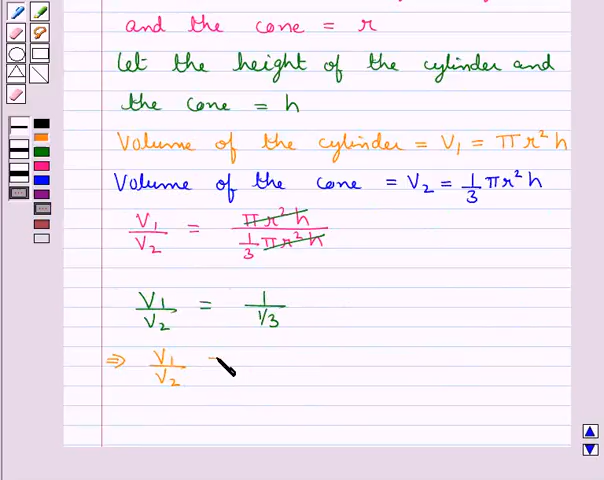 and the cone = r
Let the height of the cylinder and
the cone = h
Volume of the cylinder = V₁ = πr²h
Volume of the cone = V₂ = 1/3 πr²h
V₁/V₂ = πr²h / (1/3 πr²h)
V₁/V₂ = 1 / (1/3)
⇒ V₁/V₂